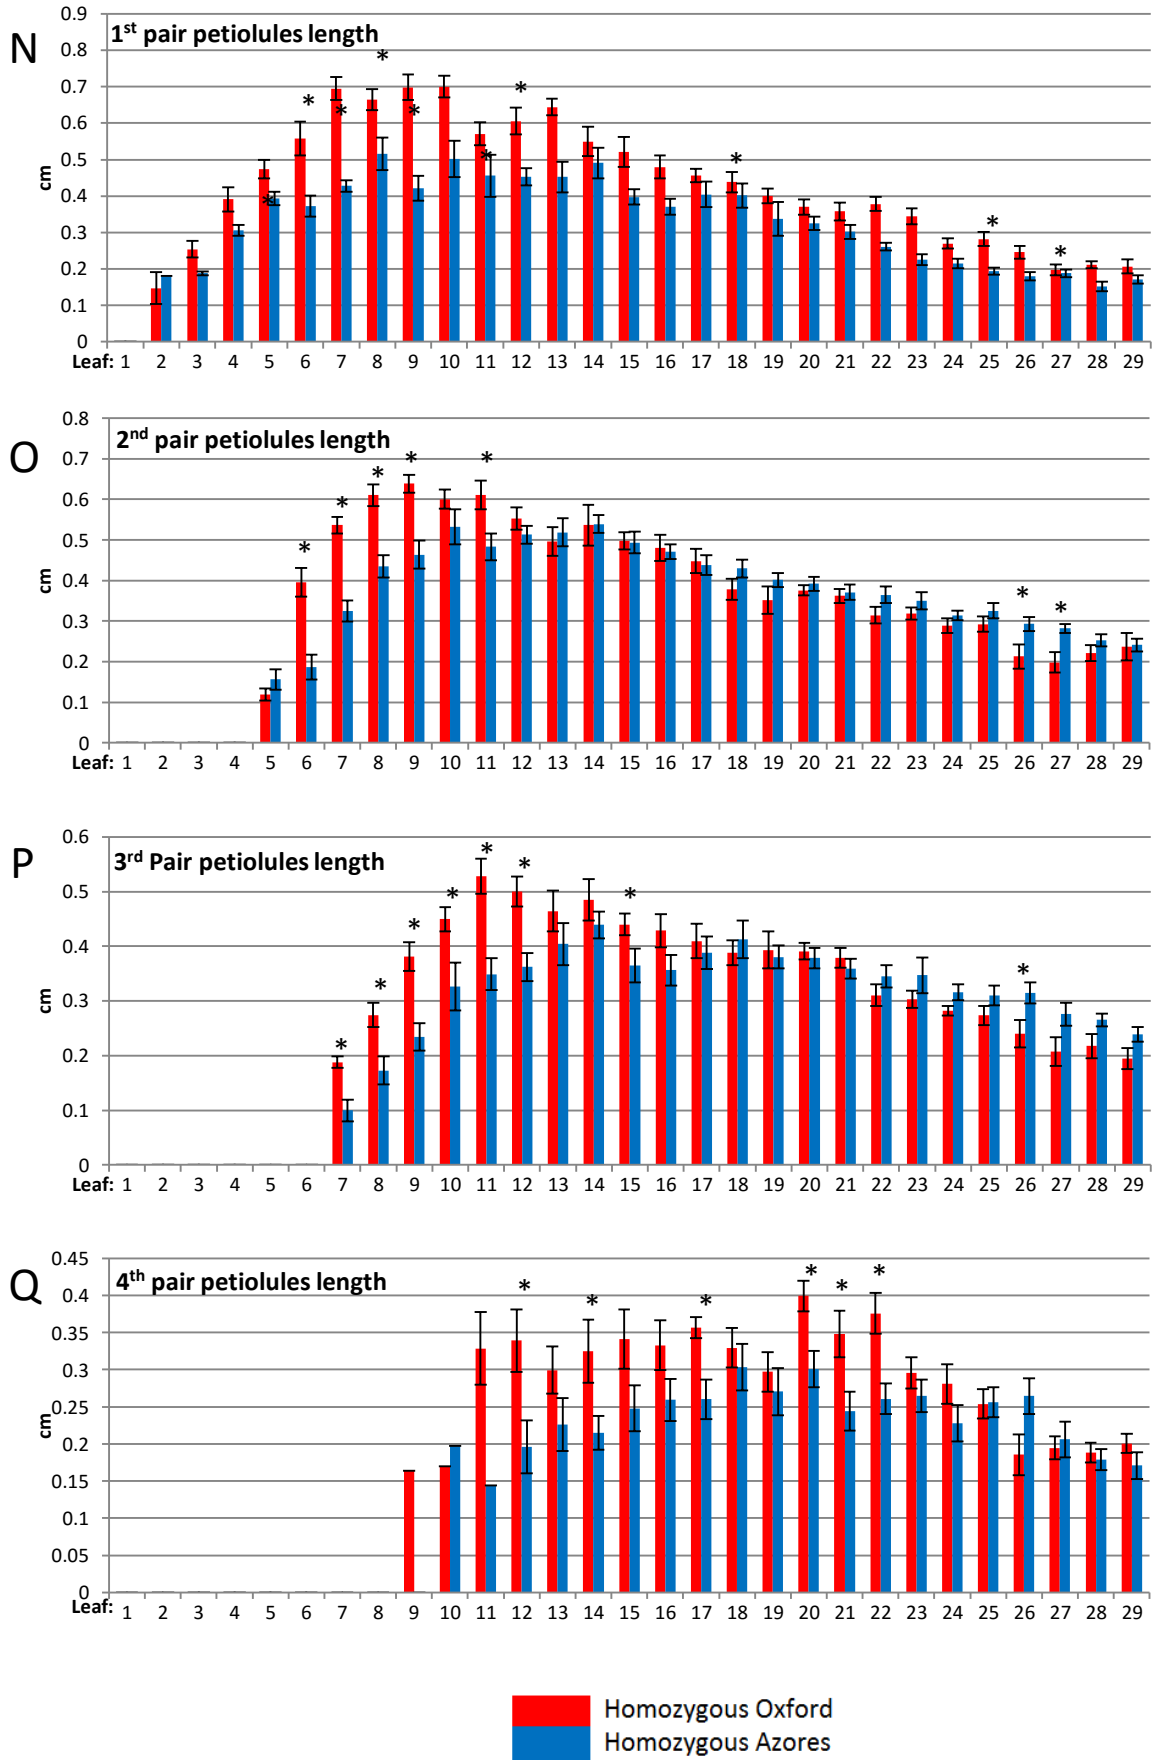 N
1st pair petiolules length
0.9
0.8
0.7
0.6
0.5
0.4
0.3
0.2
0.1
0
cm
* * * * * * * * * * * *
Leaf: 1 2 3 4 5 6 7 8 9 10 11 12 13 14 15 16 17 18 19 20 21 22 23 24 25 26 27 28 29
O
2nd pair petiolules length
0.8
0.7
0.6
0.5
0.4
0.3
0.2
0.1
0
cm
* * * * * * *
Leaf: 1 2 3 4 5 6 7 8 9 10 11 12 13 14 15 16 17 18 19 20 21 22 23 24 25 26 27 28 29
P
3rd Pair petiolules length
0.6
0.5
0.4
0.3
0.2
0.1
0
cm
* * * * * * * *
Leaf: 1 2 3 4 5 6 7 8 9 10 11 12 13 14 15 16 17 18 19 20 21 22 23 24 25 26 27 28 29
Q
4th pair petiolules length
0.45
0.4
0.35
0.3
0.25
0.2
0.15
0.1
0.05
0
cm
* * * * * *
Leaf: 1 2 3 4 5 6 7 8 9 10 11 12 13 14 15 16 17 18 19 20 21 22 23 24 25 26 27 28 29
Homozygous Oxford
Homozygous Azores